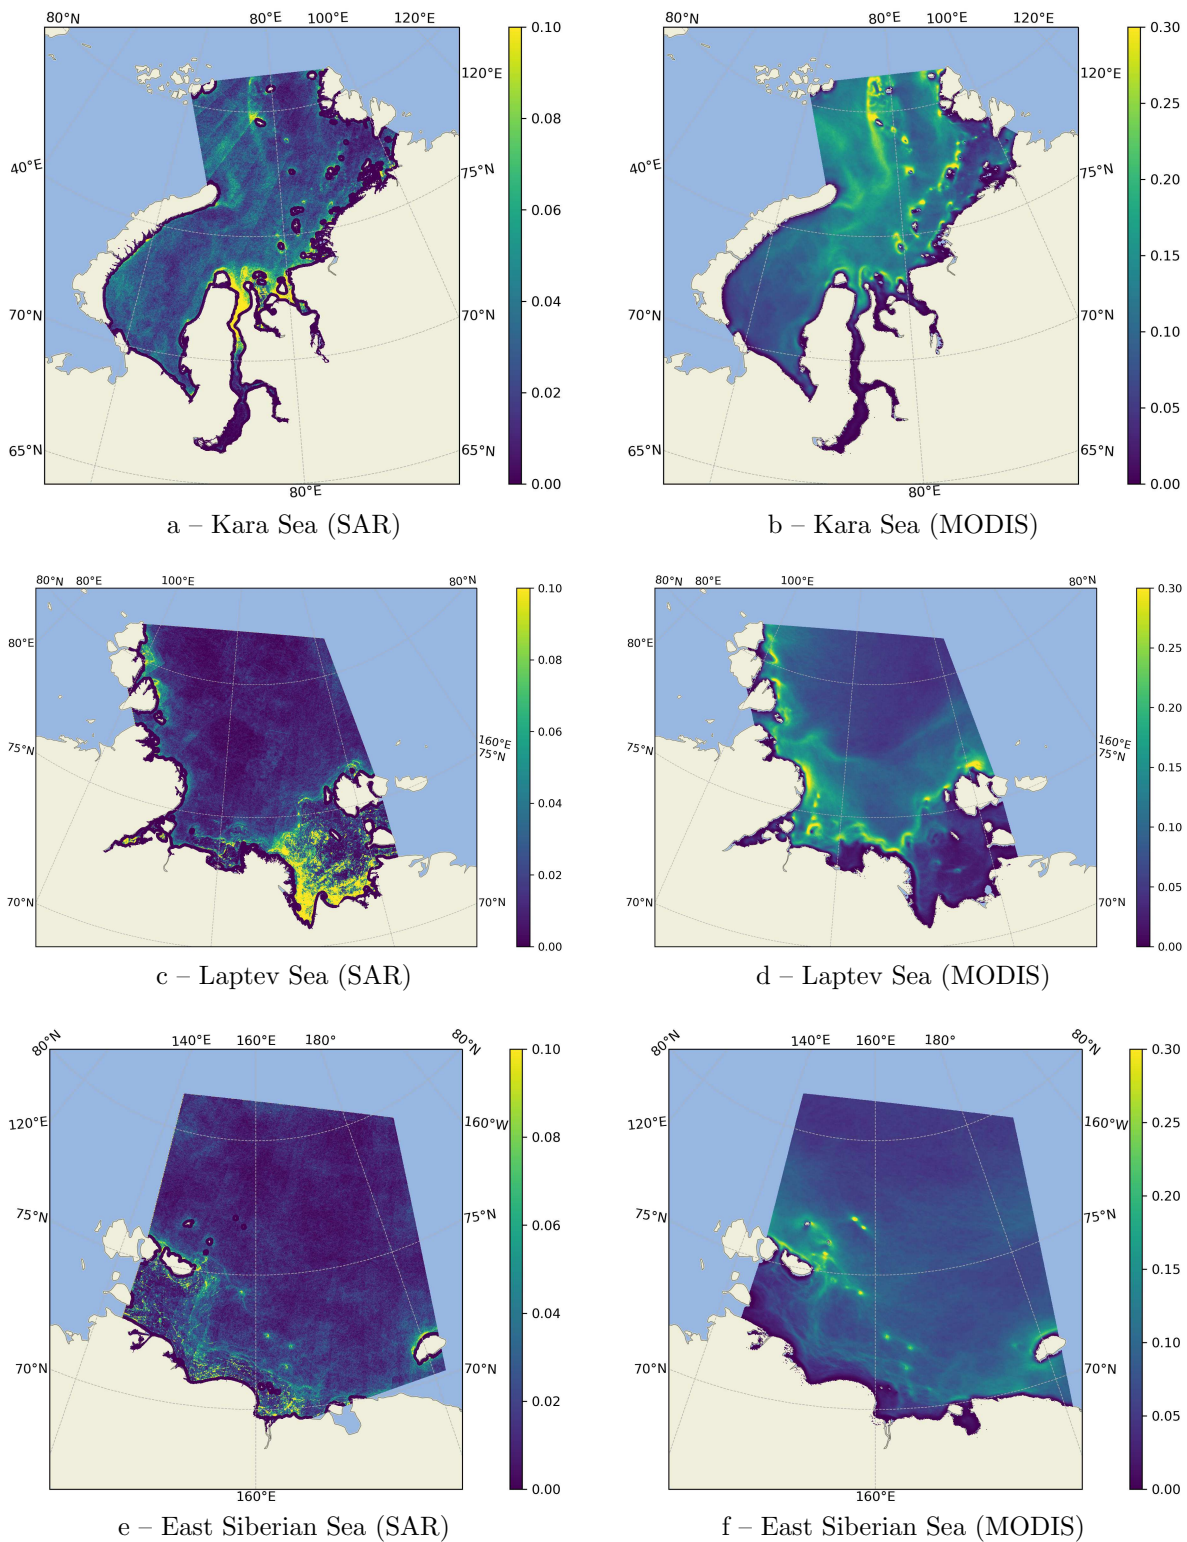 80°N 80°E 100°E 120°E
120°E
40°E
75°N
70°N
70°N
65°N
65°N
80°E
0.10
0.08
0.06
0.04
0.02
0.00
a – Kara Sea (SAR)
80°N 80°E 100°E 120°E
120°E
40°E
75°N
70°N
70°N
65°N
65°N
80°E
0.30
0.25
0.20
0.15
0.10
0.05
0.00
b – Kara Sea (MODIS)
80°N 80°E 100°E 80°N
80°E
75°N
160°E
75°N
70°N
70°N
0.10
0.08
0.06
0.04
0.02
0.00
c – Laptev Sea (SAR)
80°N 80°E 100°E 80°N
80°E
75°N
160°E
75°N
70°N
70°N
0.30
0.25
0.20
0.15
0.10
0.05
0.00
d – Laptev Sea (MODIS)
80°N 140°E 160°E 180° 80°N
120°E
160°W
75°N
75°N
70°N
70°N
160°E
0.10
0.08
0.06
0.04
0.02
0.00
e – East Siberian Sea (SAR)
80°N 140°E 160°E 180° 80°N
120°E
160°W
75°N
75°N
70°N
70°N
160°E
0.30
0.25
0.20
0.15
0.10
0.05
0.00
f – East Siberian Sea (MODIS)